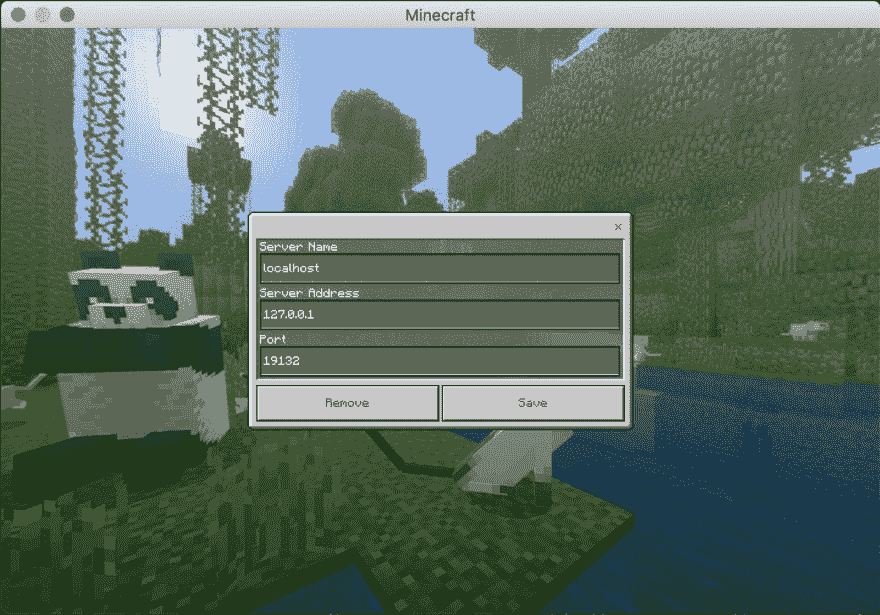 Minecraft
×
Server Name
localhost
Server Address
127.0.0.1
Port
19132
Remove
Save